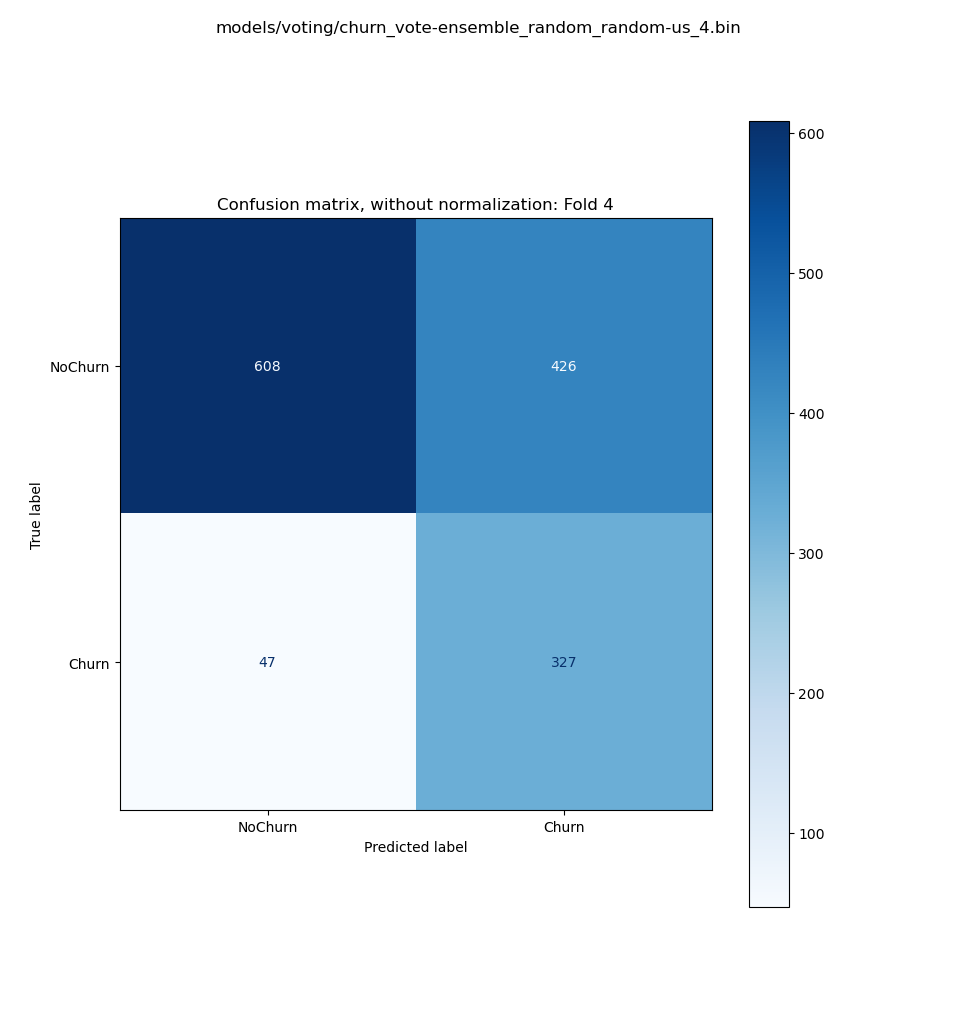 models/voting/churn_vote-ensemble_random_random-us_4.bin
Confusion matrix, without normalization: Fold 4
600
500
400
300
200
100
True label
NoChurn
608
426
Churn
47
327
NoChurn
Churn
Predicted label